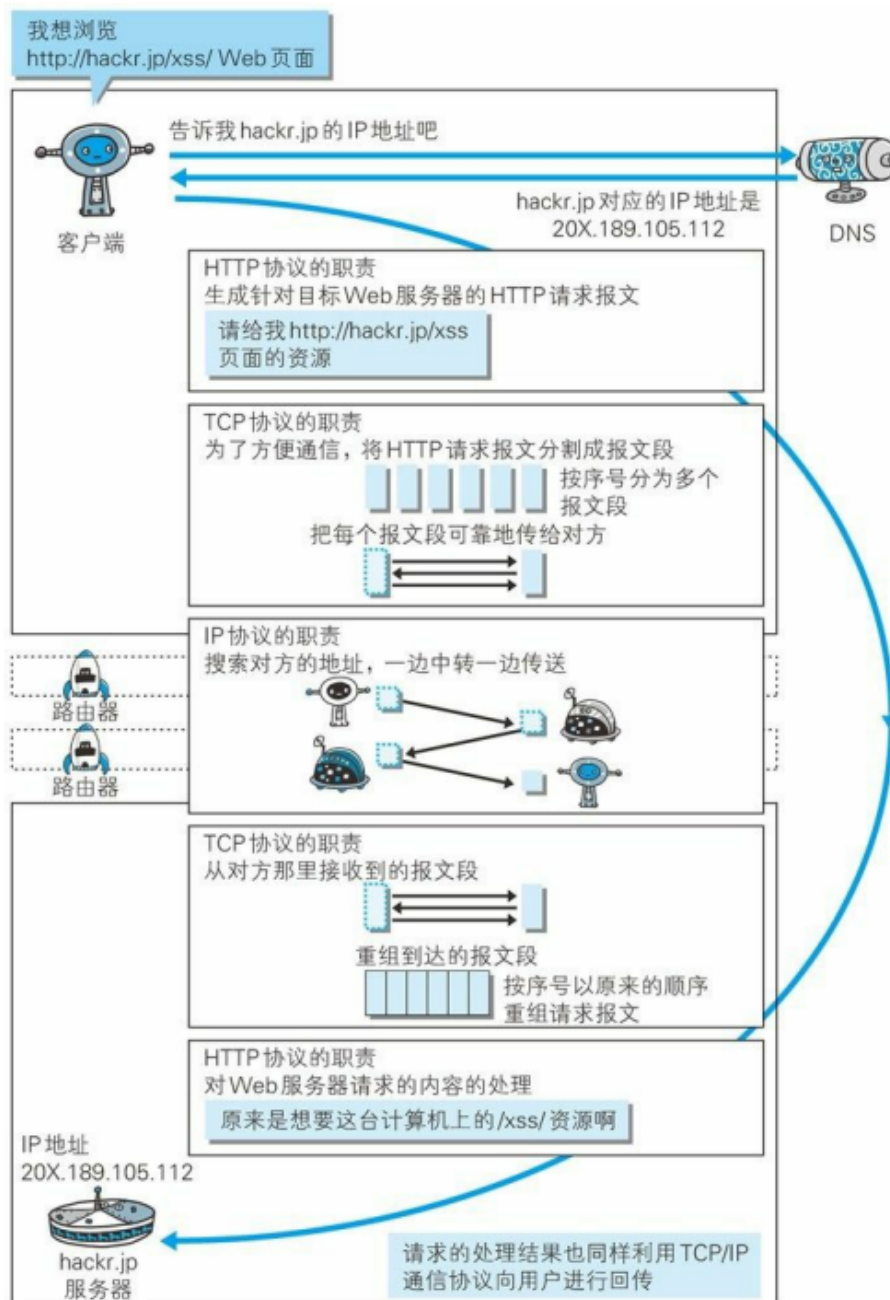 我想浏览
http://hackr.jp/xss/ Web页面
告诉我hackr.jp的IP地址吧
hackr.jp对应的IP地址是
20X.189.105.112
客户端
DNS
HTTP协议的职责
生成针对目标Web服务器的HTTP请求报文
请给我http://hackr.jp/xss
页面的资源
TCP协议的职责
为了方便通信，将HTTP请求报文分割成报文段
按序号分为多个
报文段
把每个报文段可靠地传给对方
IP协议的职责
搜索对方的地址，一边中转一边传送
路由器
路由器
TCP协议的职责
从对方那里接收到的报文段
重组到达的报文段
按序号以原来的顺序
重组请求报文
HTTP协议的职责
对Web服务器请求的内容的处理
原来是想要这台计算机上的/xss/资源啊
IP地址
20X.189.105.112
hackr.jp
服务器
请求的处理结果也同样利用TCP/IP
通信协议向用户进行回传